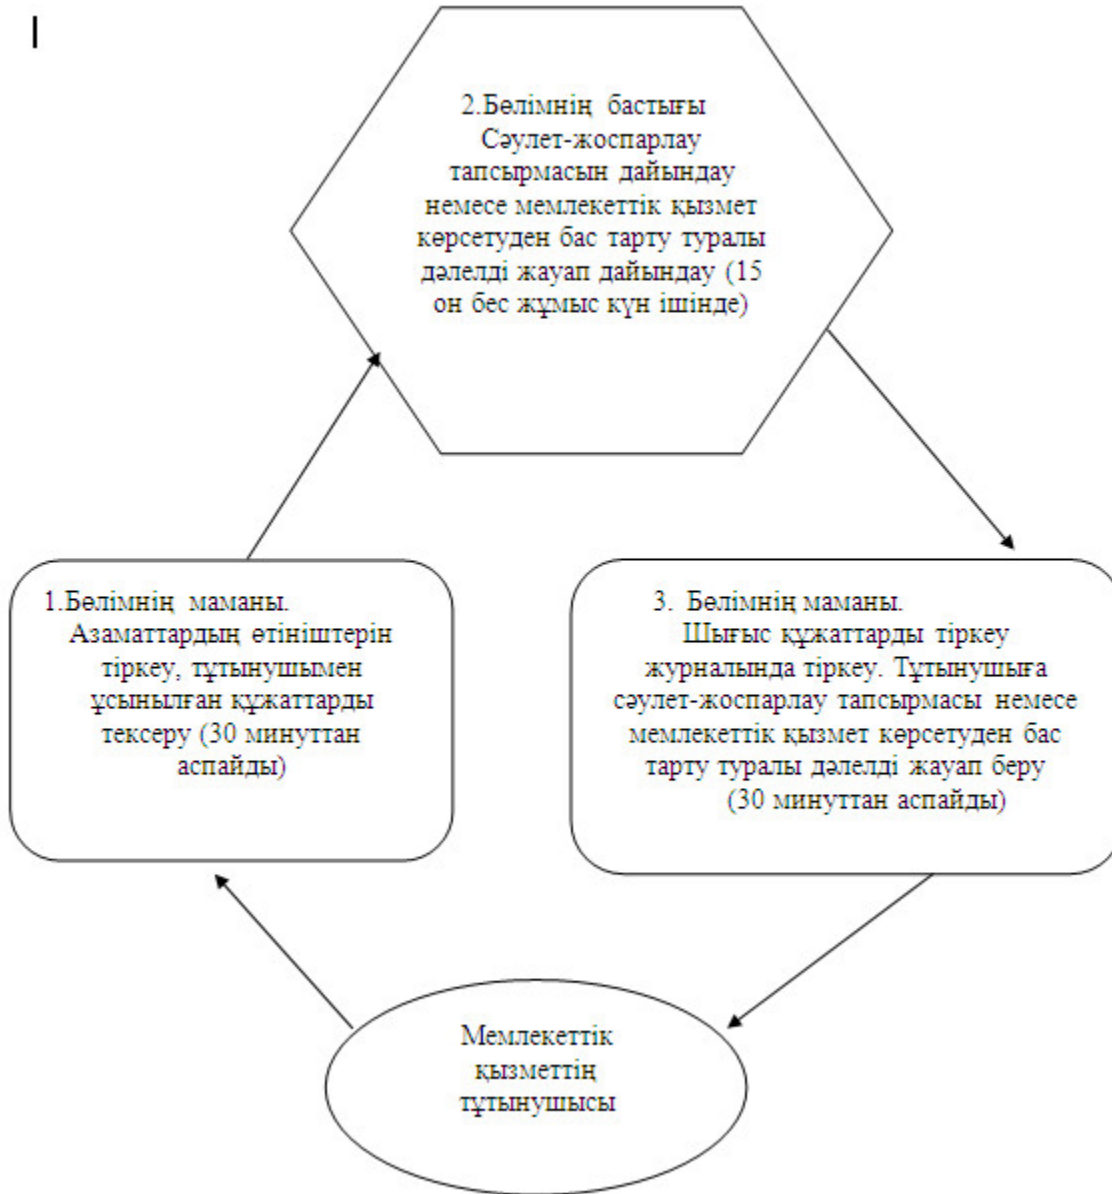 2.Бөлімнің бастығы
Сәулет-жоспарлау
тапсырмасын дайындау
немесе мемлекеттік қызмет
көрсетуден бас тарту туралы
дәлелді жауап дайындау (15
он бес жұмыс күн ішінде)
1.Бөлімнің маманы.
Азаматтардың өтініштерін
тіркеу, тұтынушымен
ұсынылған құжаттарды
тексеру (30 минуттан
аспайды)
3. Бөлімнің маманы.
Шығыс құжаттарды тіркеу
журналында тіркеу. Тұтынушыға
сәулет-жоспарлау тапсырмасы немесе
мемлекеттік қызмет көрсетуден бас
тарту туралы дәлелді жауап беру
(30 минуттан аспайды)
Мемлекеттік
қызметтің
тұтынушысы